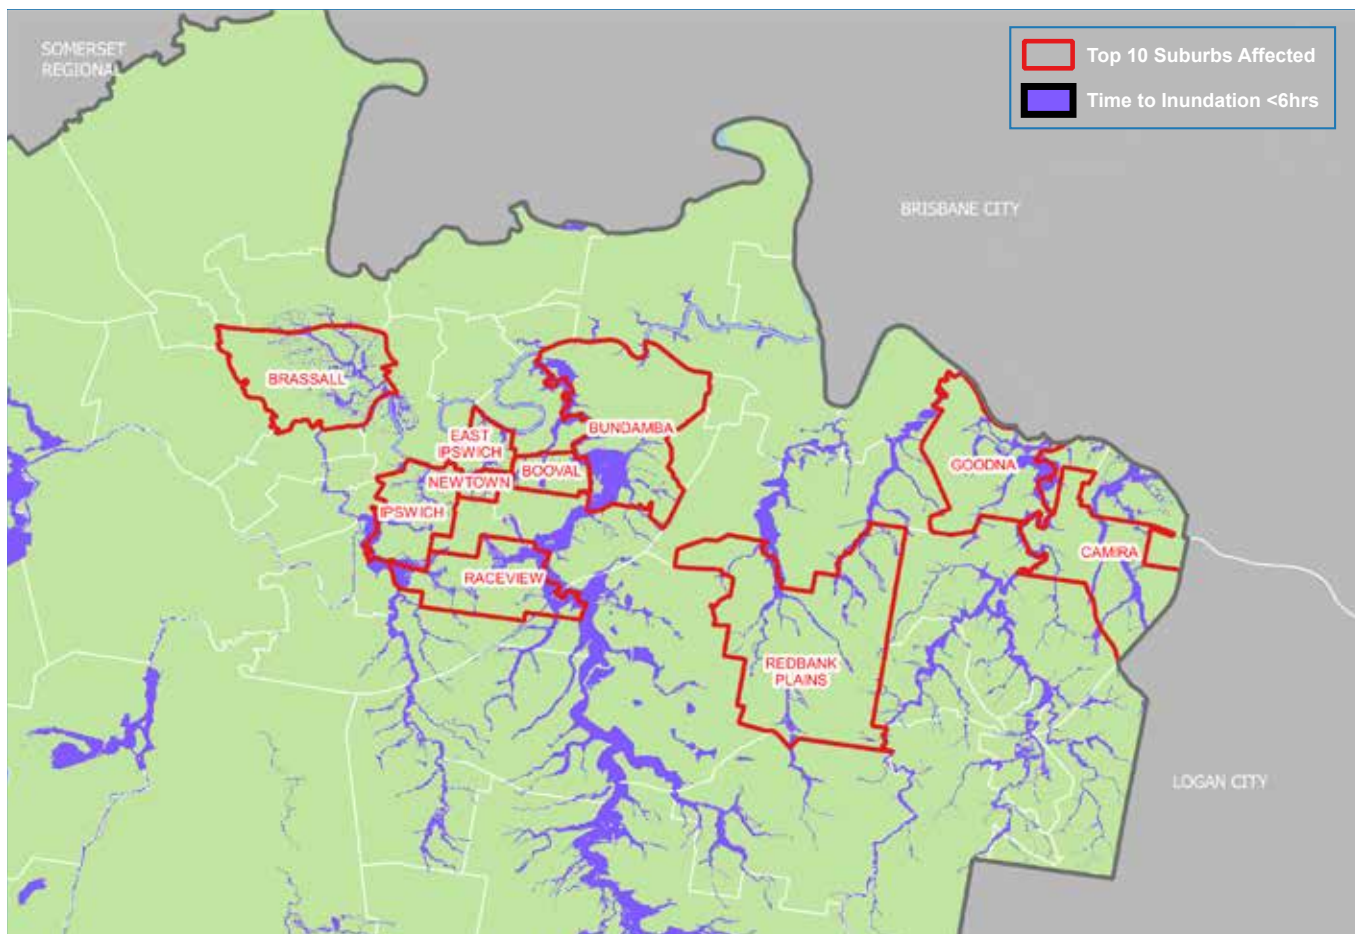 SOMERSET
REGIONAL
Top 10 Suburbs Affected
Time to Inundation <6hrs
BRISBANE CITY
BRASSALL
EAST
IPSWICH
BUNDAMBA
BOOVAL
NEWTOWN
IPSWICH
GOODNA
CAMIRA
RACEVIEW
REDBANK
PLAINS
LOGAN CITY